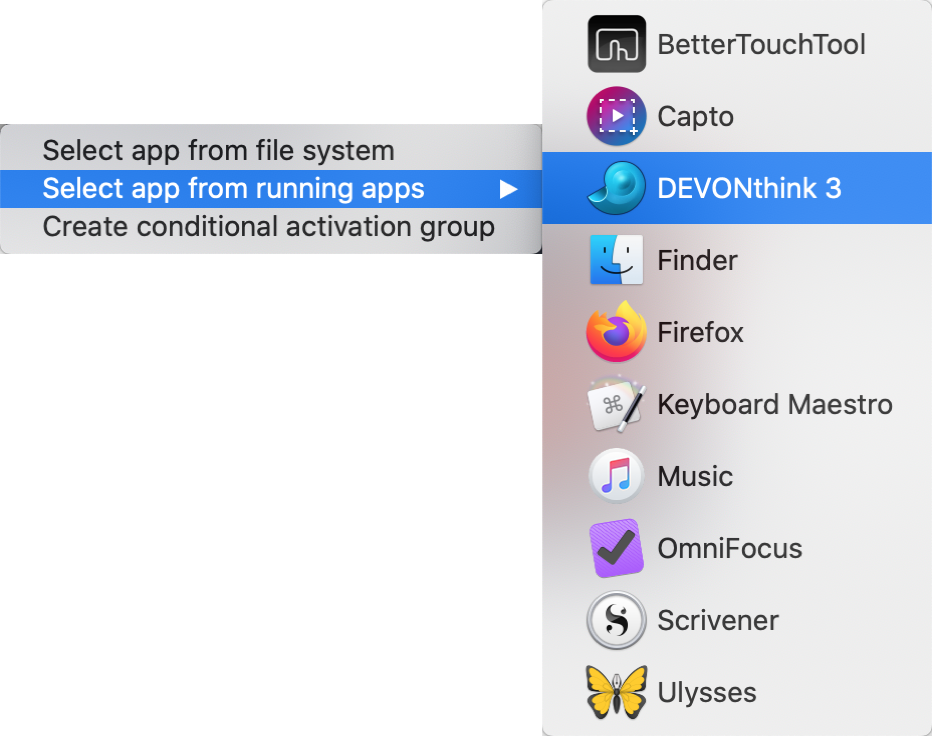 Select app from file system
Select app from running apps
Create conditional activation group
BetterTouchTool
Capto
DEVONthink 3
Finder
Firefox
Keyboard Maestro
Music
OmniFocus
Scrivener
Ulysses